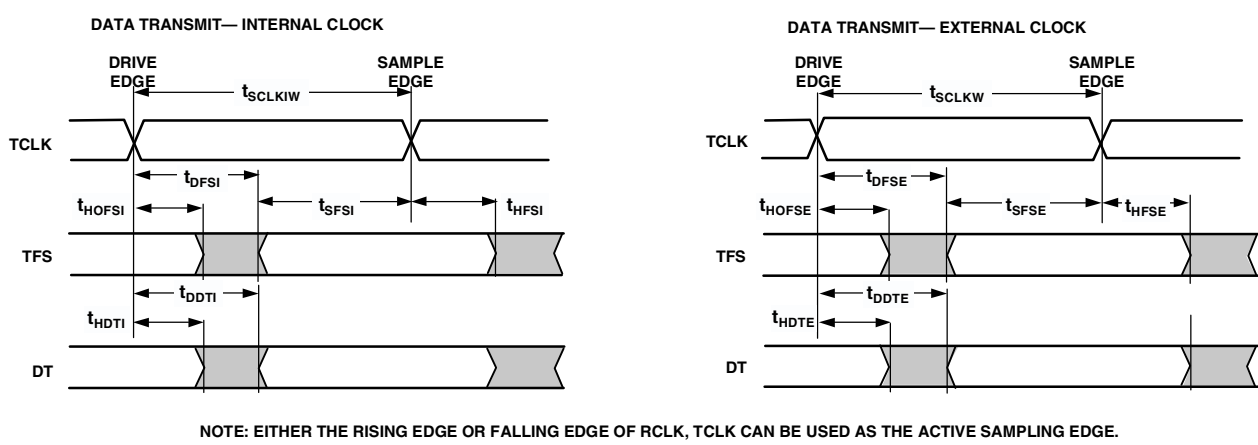 DATA TRANSMIT— INTERNAL CLOCK
DRIVE EDGE
SAMPLE EDGE
tSCLKIW
TCLK
tDFSI
tHOFSI
tSFSI
tHFSI
TFS
tDDTI
tHDTI
DT
DATA TRANSMIT— EXTERNAL CLOCK
DRIVE EDGE
SAMPLE EDGE
tSCLKW
TCLK
tDFSE
tHOFSE
tSFSE
tHFSE
TFS
tDDTE
tHDTE
DT
NOTE: EITHER THE RISING EDGE OR FALLING EDGE OF RCLK, TCLK CAN BE USED AS THE ACTIVE SAMPLING EDGE.